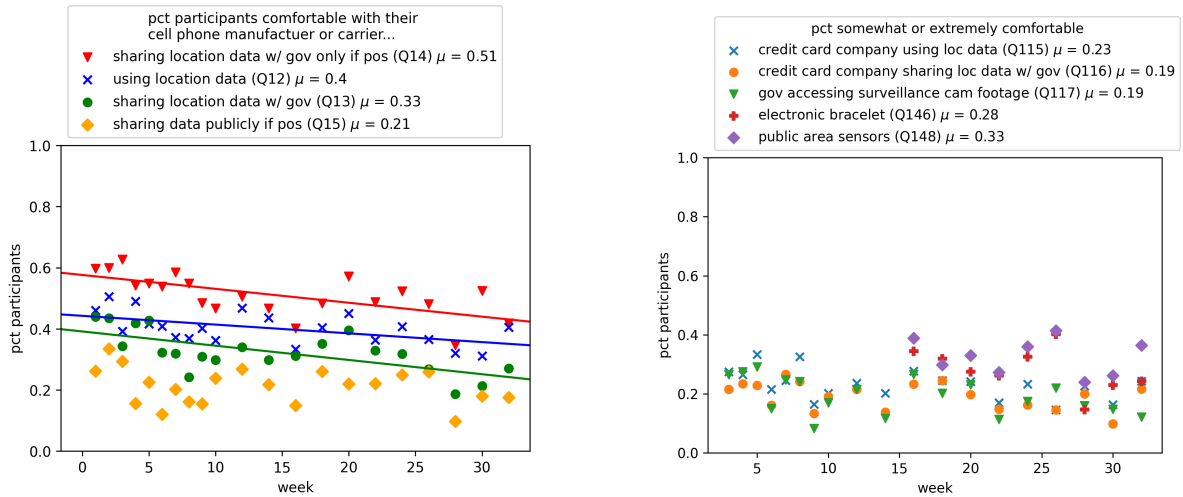 pct participants comfortable with their
cell phone manufactuer or carrier...
sharing location data w/ gov only if pos (Q14) μ = 0.51
using location data (Q12) μ = 0.4
sharing location data w/ gov (Q13) μ = 0.33
sharing data publicly if pos (Q15) μ = 0.21
1.0
0.8
0.6
0.4
0.2
0.0
pct participants
0 5 10 15 20 25 30
week
pct somewhat or extremely comfortable
credit card company using loc data (Q115) μ = 0.23
credit card company sharing loc data w/ gov (Q116) μ = 0.19
gov accessing surveillance cam footage (Q117) μ = 0.19
electronic bracelet (Q146) μ = 0.28
public area sensors (Q148) μ = 0.33
1.0
0.8
0.6
0.4
0.2
0.0
pct participants
5 10 15 20 25 30
week